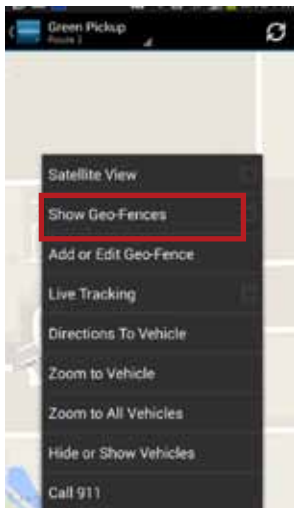 Green Pickup
Route 2
Satellite View
Show Geo-Fences
Add or Edit Geo-Fence
Live Tracking
Directions To Vehicle
Zoom to Vehicle
Zoom to All Vehicles
Hide or Show Vehicles
Call 911